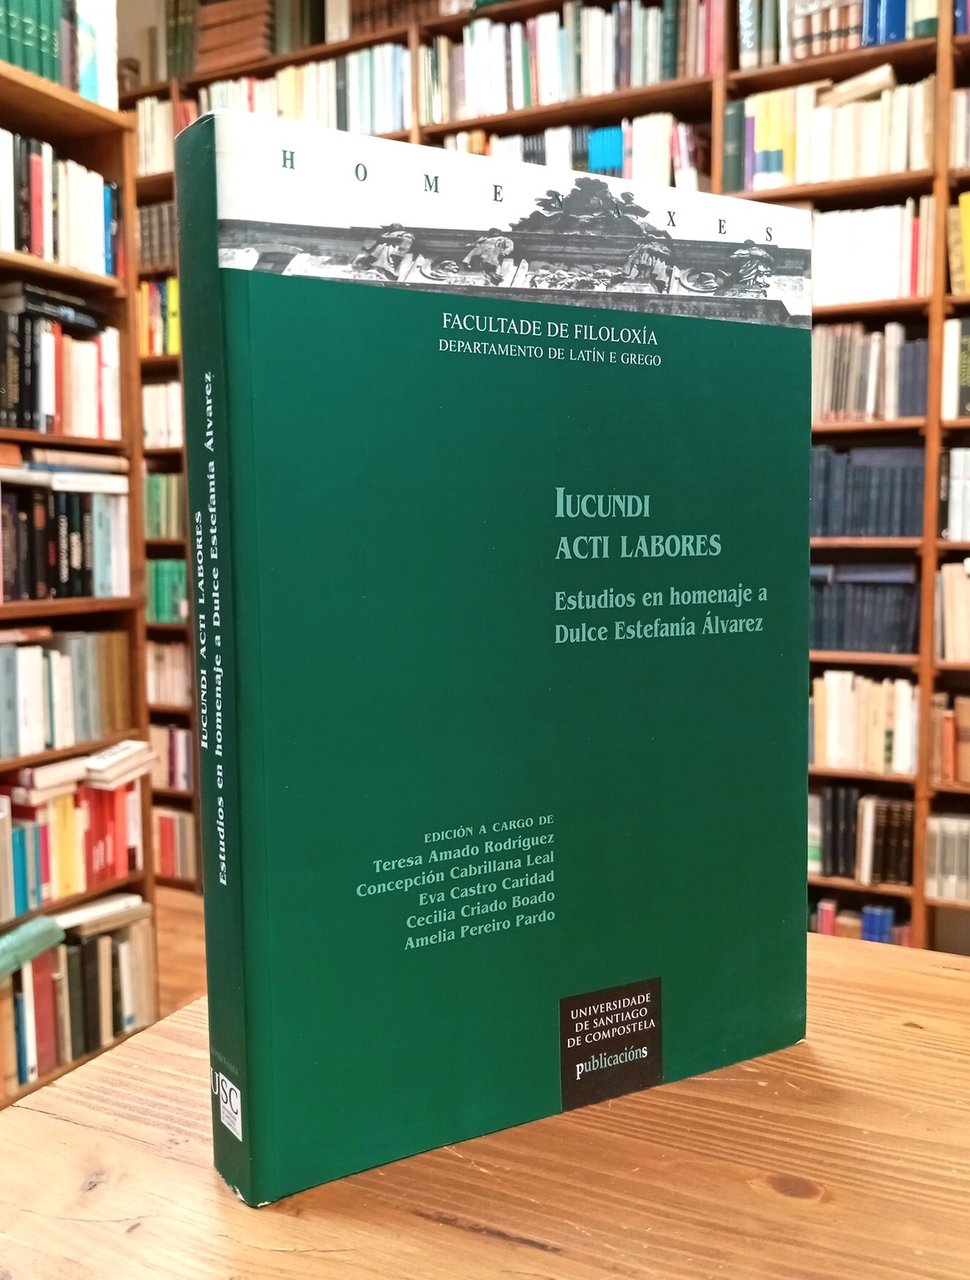 H O M E N A X E S
FACULTADE DE FILOLOXÍA
DEPARTAMENTO DE LATÍN E GREGO
IUCUNDI
ACTI LABORES
Estudios en homenaje a
Dulce Estefanía Álvarez
EDICIÓN A CARGO DE
Teresa Amado Rodríguez
Concepción Cabrillana Leal
Eva Castro Caridad
Cecilia Criado Boado
Amelia Pereiro Pardo
UNIVERSIDADE
DE SANTIAGO
DE COMPOSTELA
publicacións
IUCUNDI ACTI LABORES
Estudios en homenaje a Dulce Estefanía Álvarez
USC